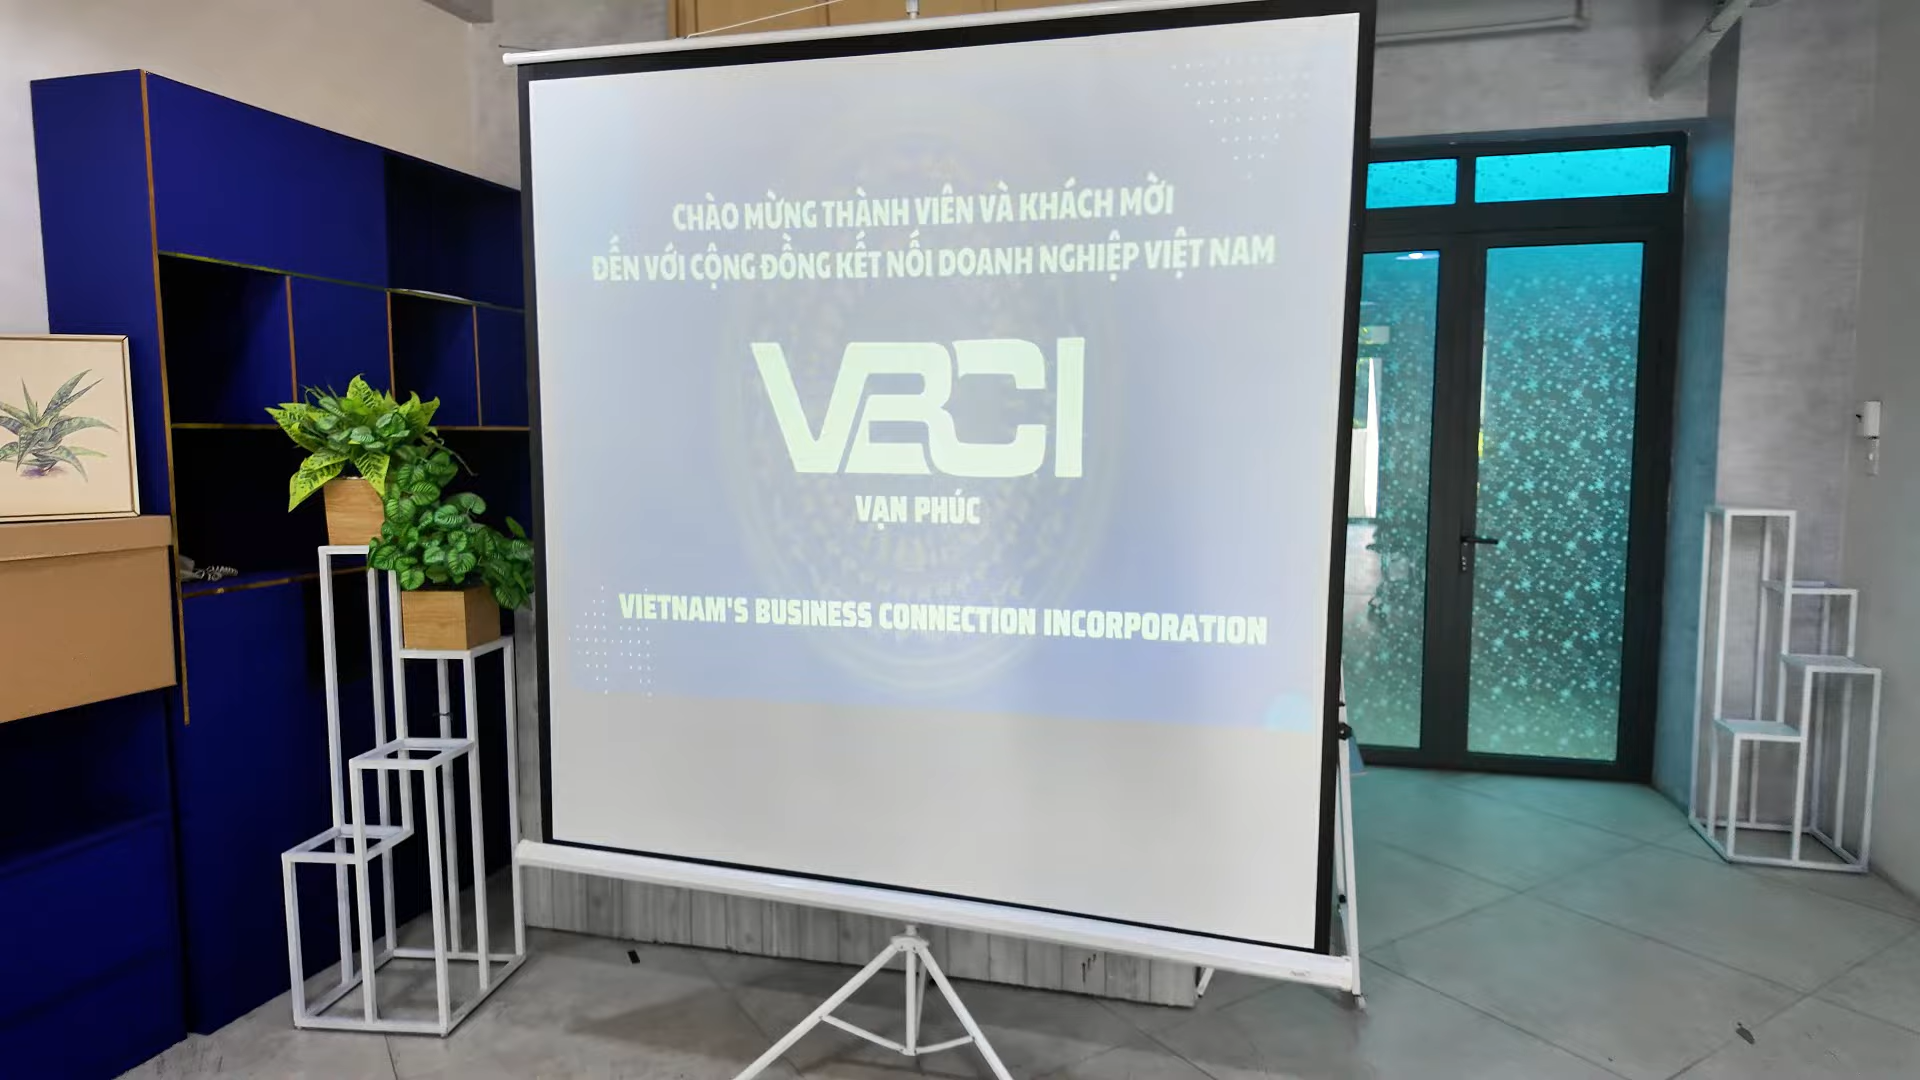 CHÀO MỪNG THÀNH VIÊN VÀ KHÁCH MỜI
ĐẾN VỚI CỘNG ĐỒNG KẾT NỐI DOANH NGHIỆP VIỆT NAM
VBCI
VẠN PHÚC
VIETNAM'S BUSINESS CONNECTION INCORPORATION